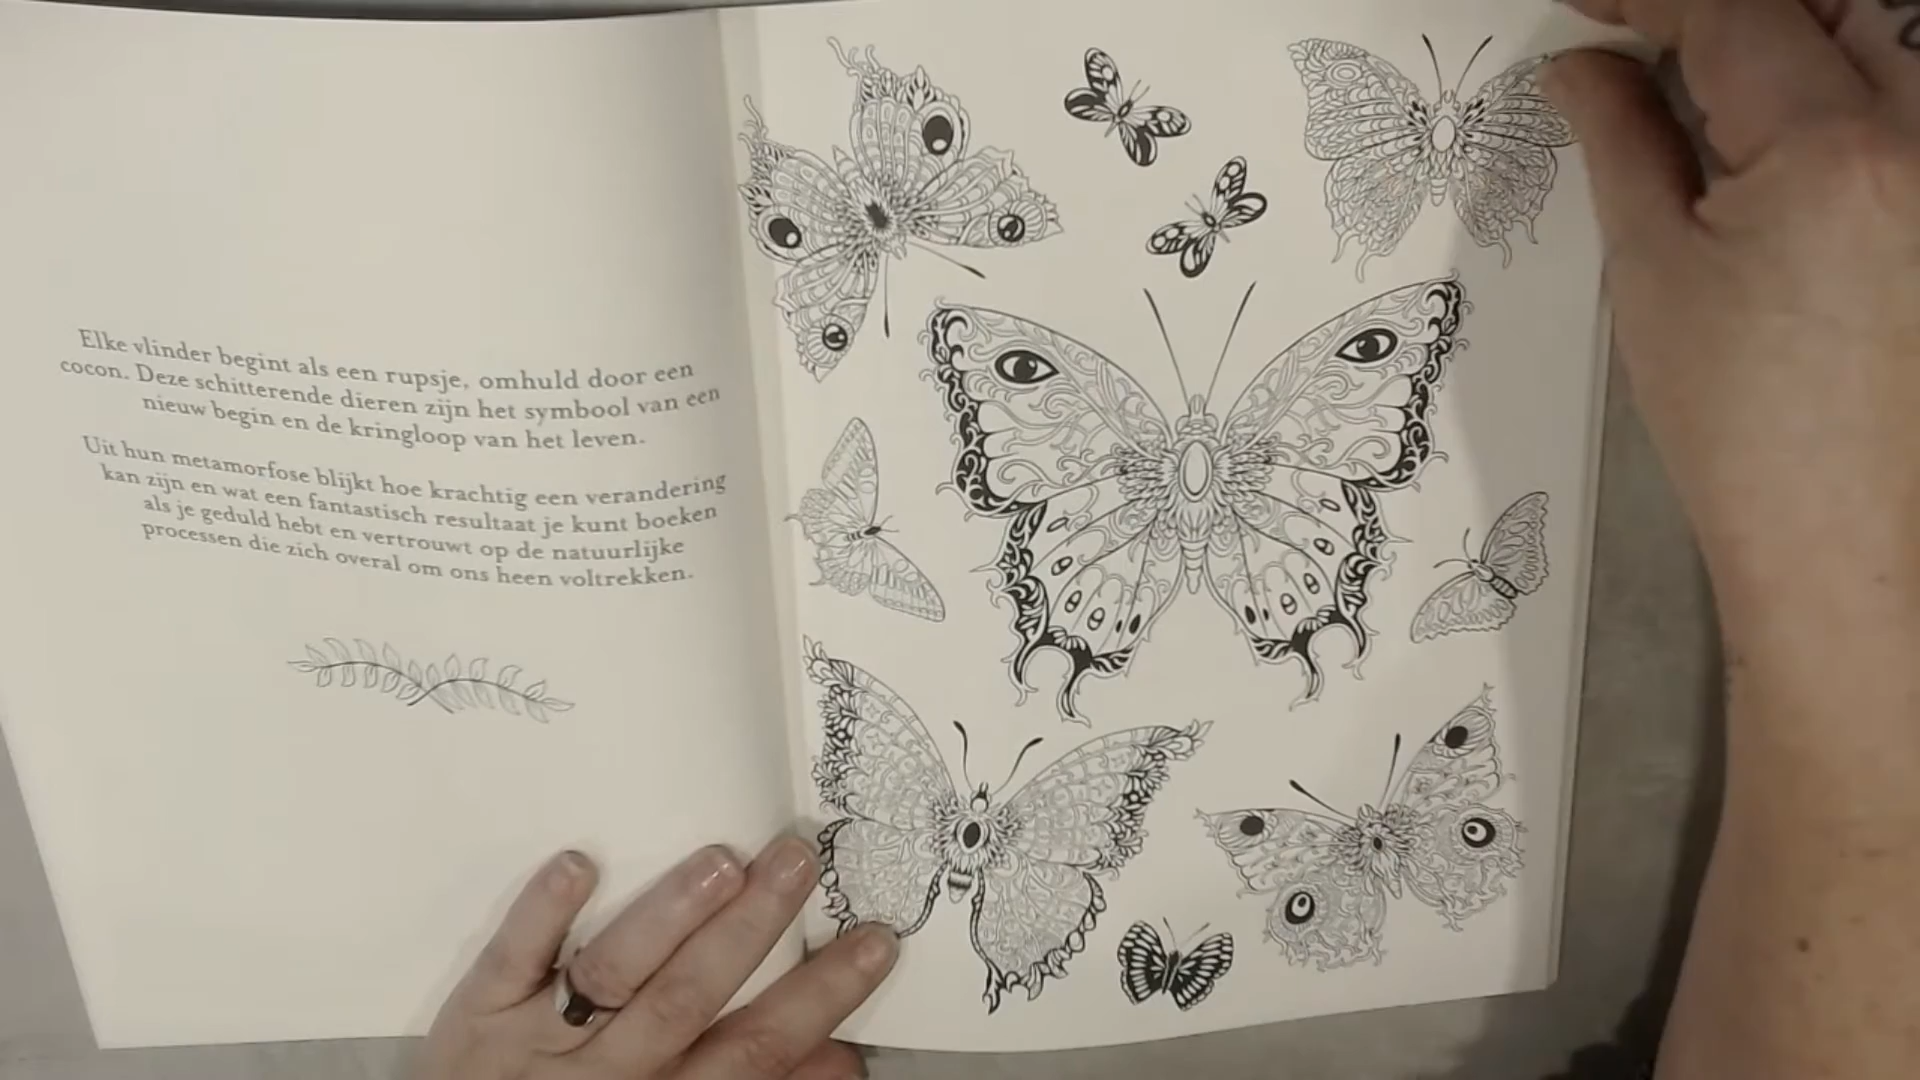 Elke vlinder begint als een rupsje, omhuld door een
cocon. Deze schitterende dieren zijn het symbool van een
nieuw begin en de kringloop van het leven.
Uit hun metamorfose blijkt hoe krachtig een verandering
kan zijn en wat een fantastisch resultaat je kunt boeken
als je geduld hebt en vertrouwt op de natuurlijke
processen die zich overal om ons heen voltrekken.